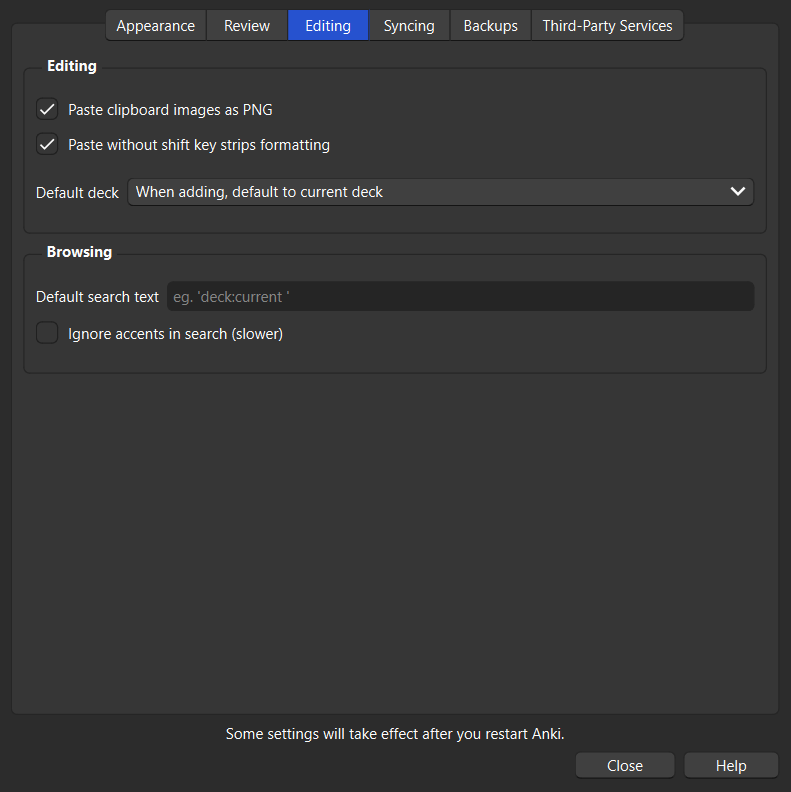 Appearance Review Editing Syncing Backups Third-Party Services
Editing
Paste clipboard images as PNG
Paste without shift key strips formatting
Default deck When adding, default to current deck
Browsing
Default search text eg. 'deck:current '
Ignore accents in search (slower)
Some settings will take effect after you restart Anki.
Close Help